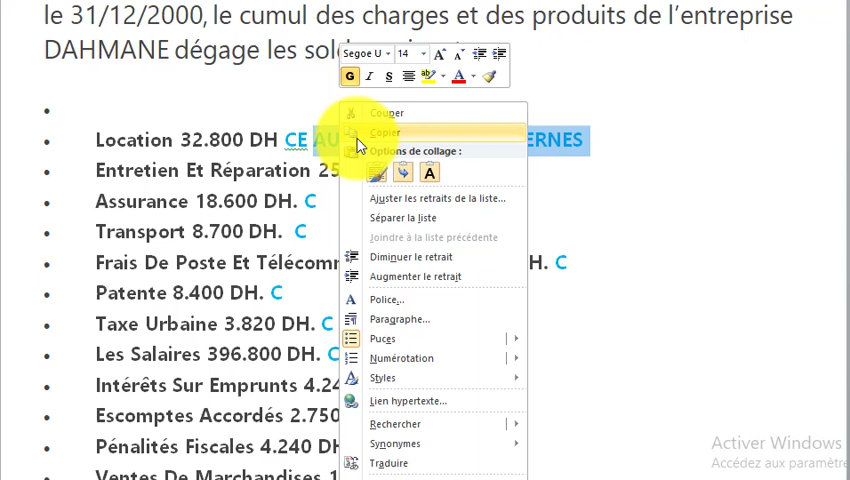 le 31/12/2000, le cumul des charges et des produits de l'entreprise
DAHMANE dégage les sol
Segoe U 14
G I S
Location 32.800 DH CE AU ERNES
Entretien Et Réparation 25
Assurance 18.600 DH. C
Transport 8.700 DH. C
Frais De Poste Et Télécom H. C
Patente 8.400 DH. C
Taxe Urbaine 3.820 DH. C
Les Salaires 396.800 DH. C
Intérêts Sur Emprunts 4.24
Escomptes Accordés 2.750
Pénalités Fiscales 4.240 DH
Ventes De Marchandises 1
Couper
Copier
Options de collage :
Ajuster les retraits de la liste...
Séparer la liste
Joindre à la liste précédente
Diminuer le retrait
Augmenter le retrait
Police...
Paragraphe...
Puces
Numérotation
Styles
Lien hypertexte...
Rechercher
Synonymes
Traduire
Activer Windows
Accédez aux paramètre